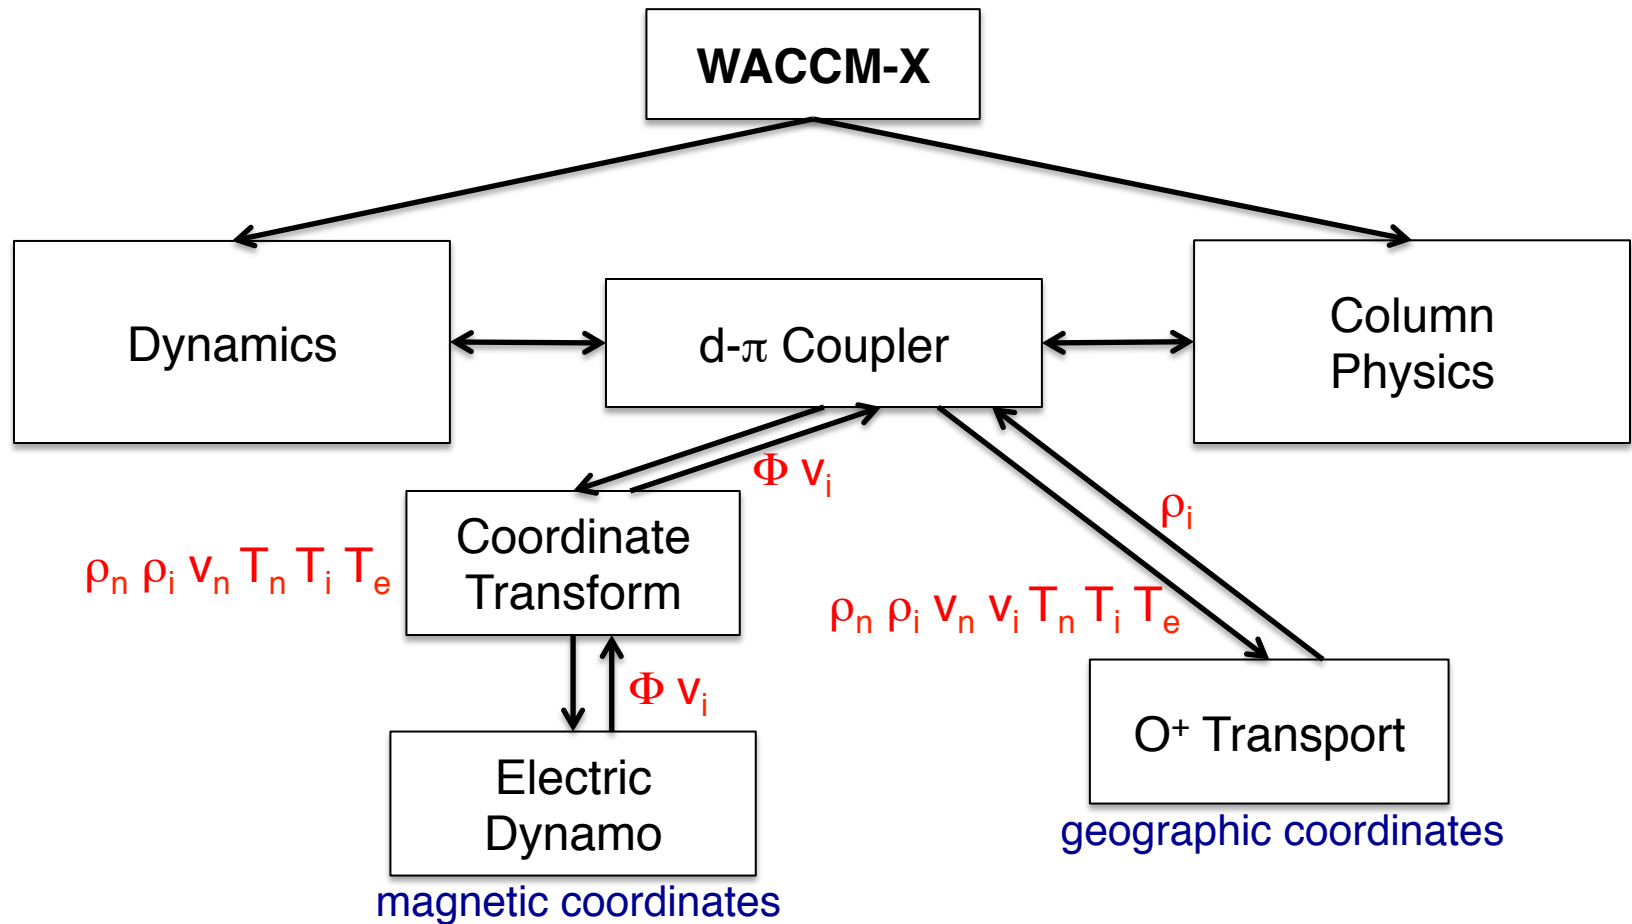 WACCM-X
Dynamics
d-π Coupler
Column
Physics
Φ vᵢ
ρᵢ
Coordinate
Transform
ρₙ ρᵢ vₙ Tₙ Tᵢ Tₑ
ρₙ ρᵢ vₙ vᵢ Tₙ Tᵢ Tₑ
Φ vᵢ
O⁺ Transport
Electric
Dynamo
geographic coordinates
magnetic coordinates